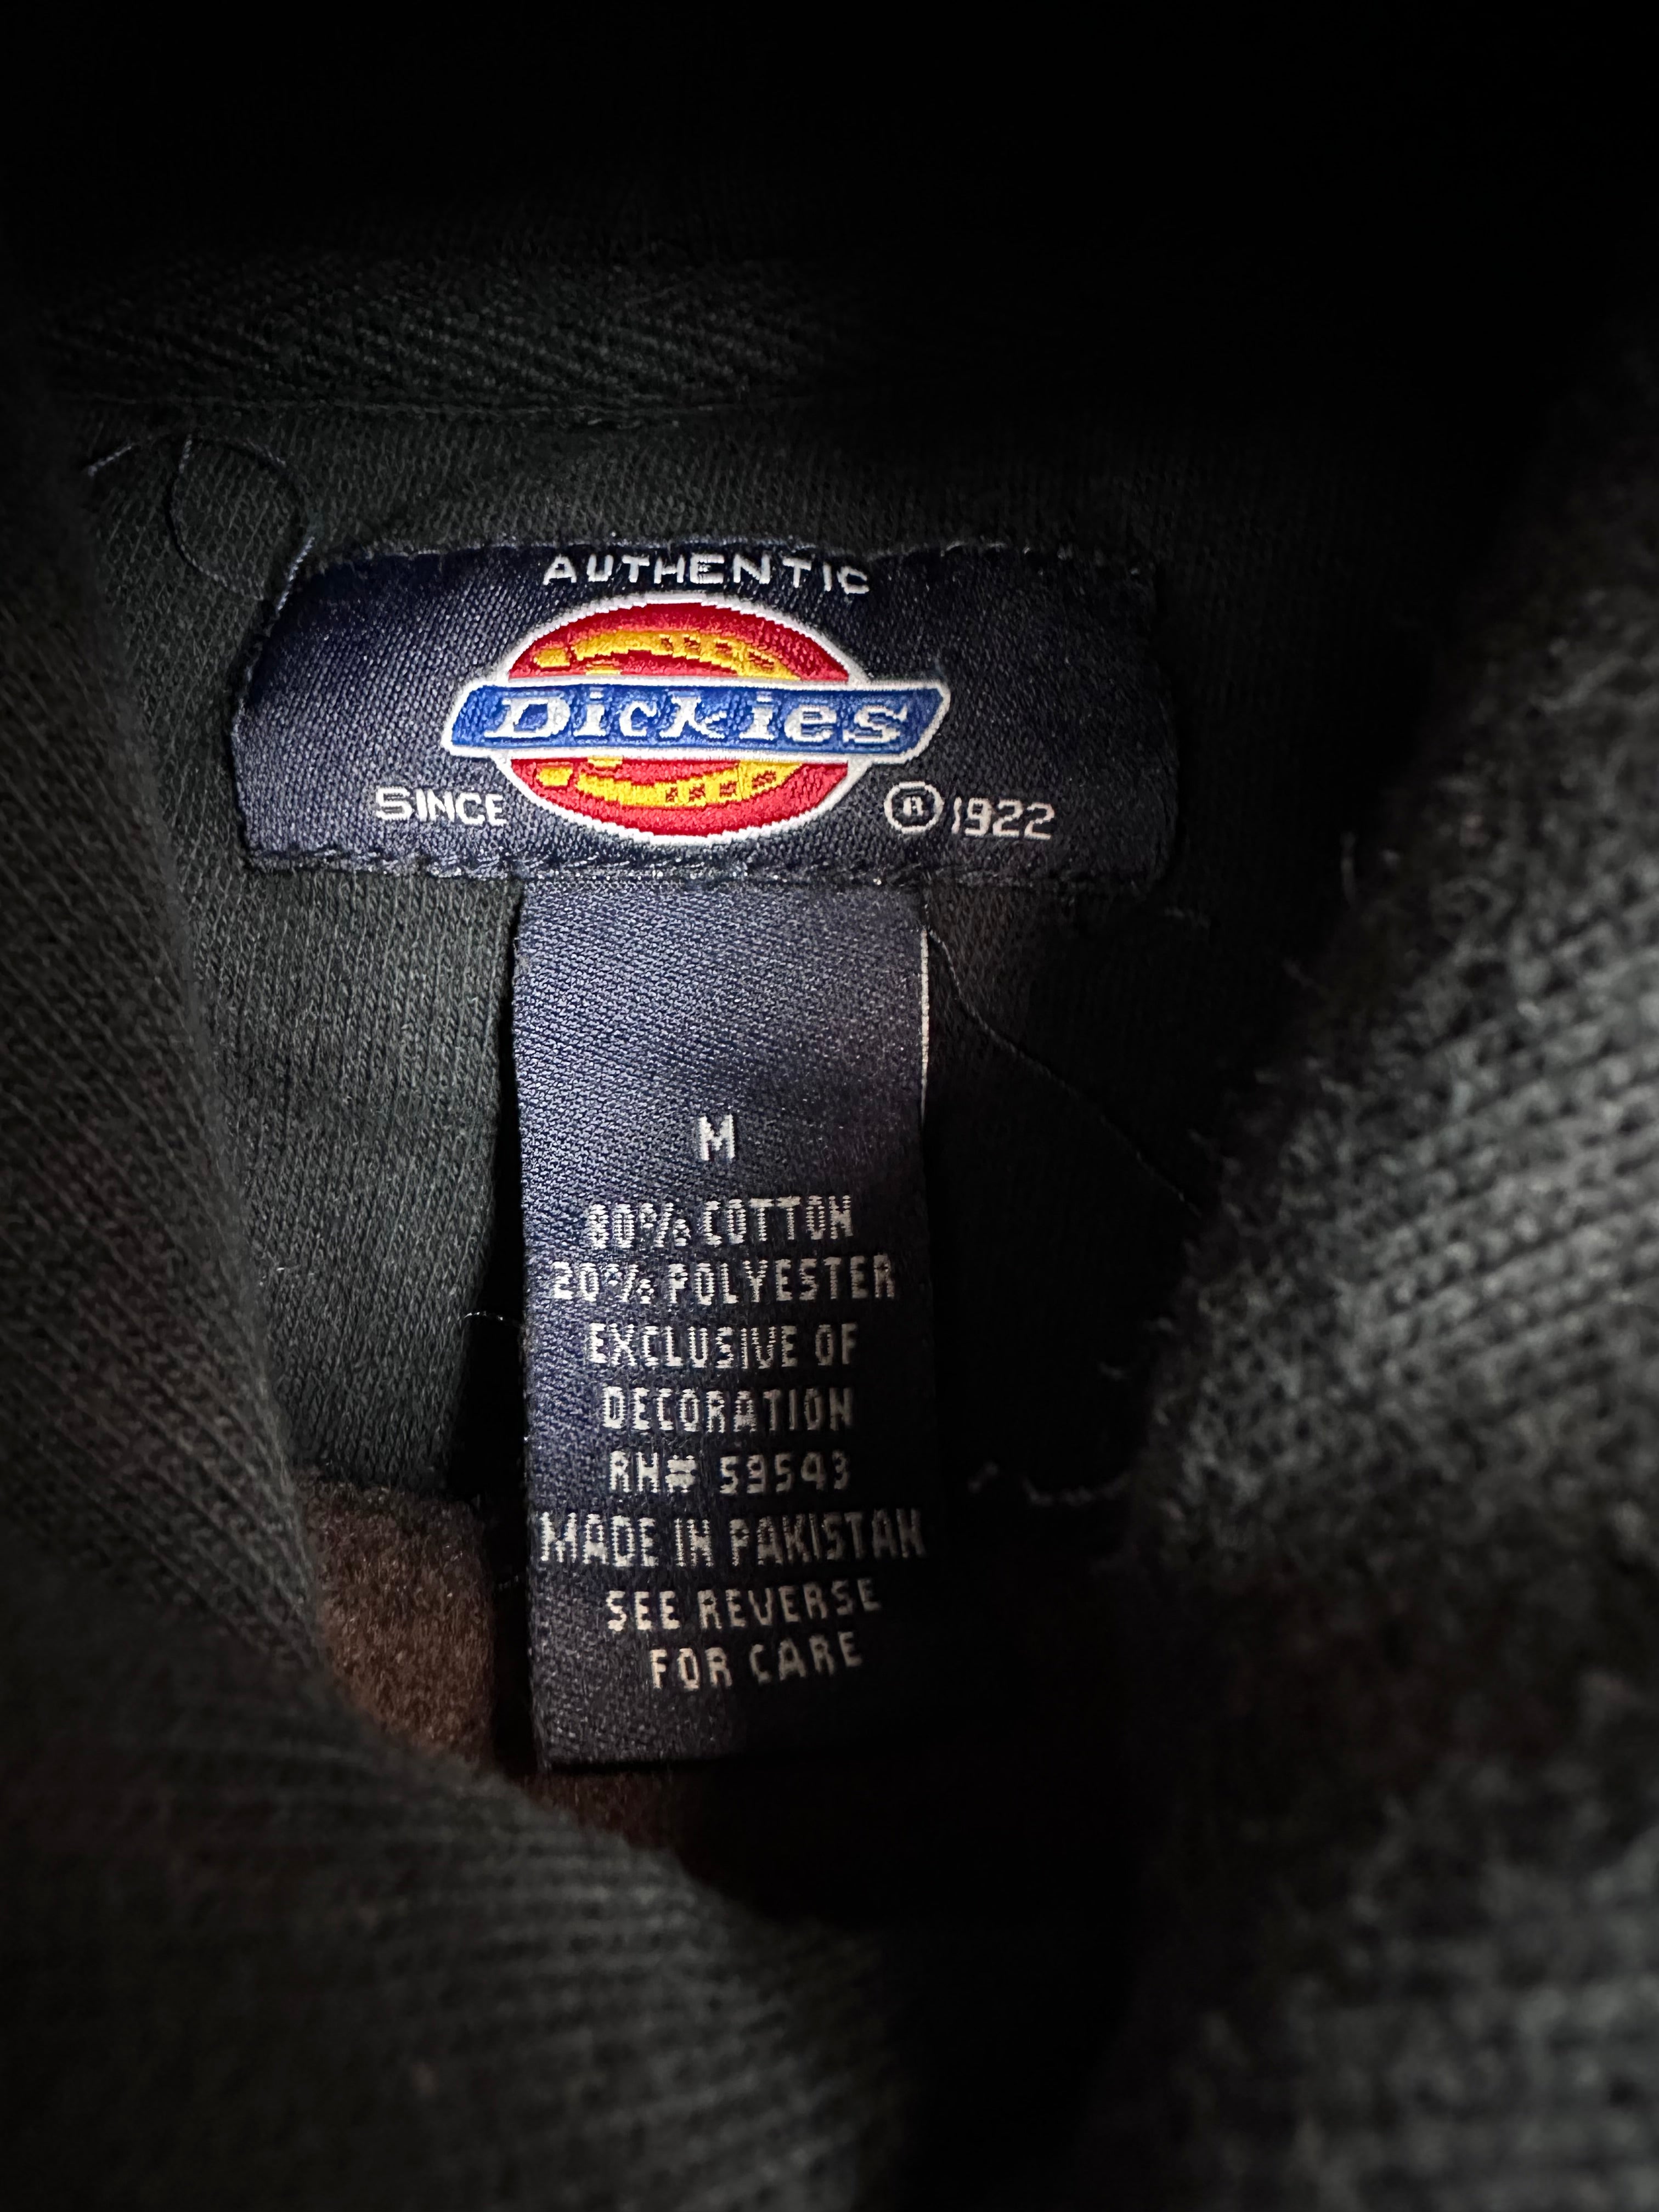 AUTHENTIC
Dickies
SINCE ® 1922
M
80% COTTON
20% POLYESTER
EXCLUSIVE OF
DECORATION
RN# 59543
MADE IN PAKISTAN
SEE REVERSE
FOR CARE